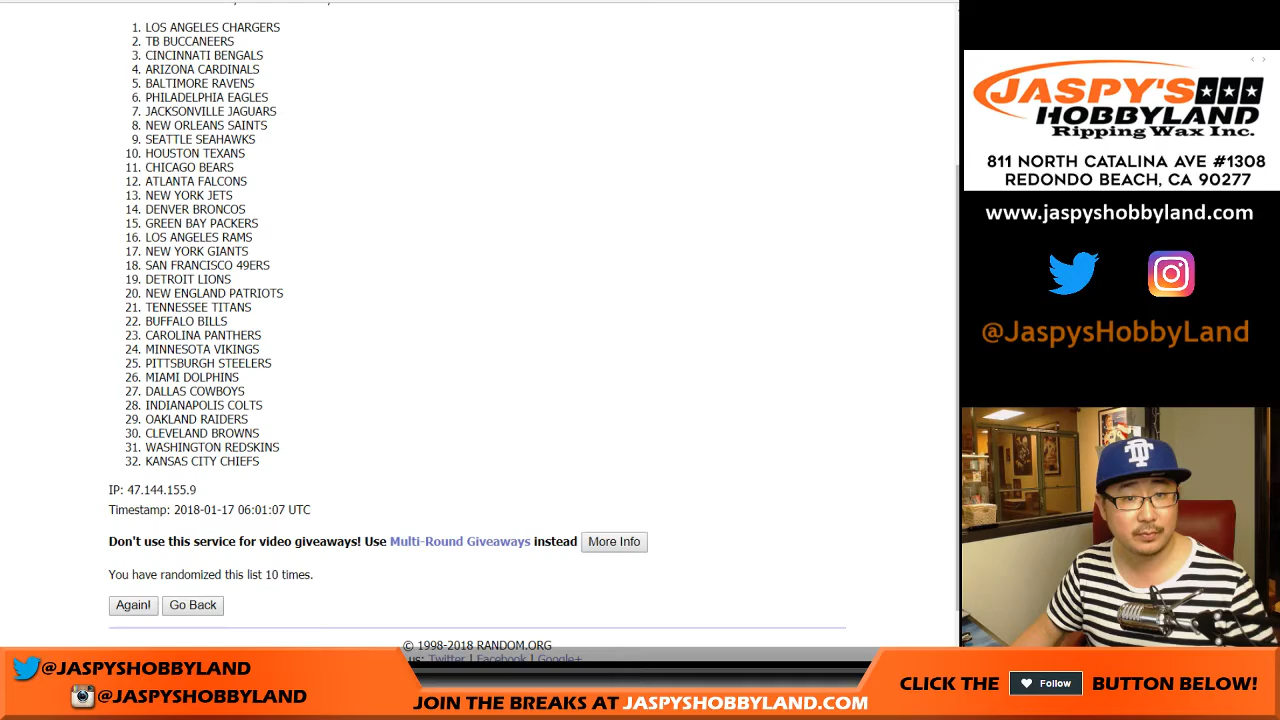 1. LOS ANGELES CHARGERS
2. TB BUCCANEERS
3. CINCINNATI BENGALS
4. ARIZONA CARDINALS
5. BALTIMORE RAVENS
6. PHILADELPHIA EAGLES
7. JACKSONVILLE JAGUARS
8. NEW ORLEANS SAINTS
9. SEATTLE SEAHAWKS
10. HOUSTON TEXANS
11. CHICAGO BEARS
12. ATLANTA FALCONS
13. NEW YORK JETS
14. DENVER BRONCOS
15. GREEN BAY PACKERS
16. LOS ANGELES RAMS
17. NEW YORK GIANTS
18. SAN FRANCISCO 49ERS
19. DETROIT LIONS
20. NEW ENGLAND PATRIOTS
21. TENNESSEE TITANS
22. BUFFALO BILLS
23. CAROLINA PANTHERS
24. MINNESOTA VIKINGS
25. PITTSBURGH STEELERS
26. MIAMI DOLPHINS
27. DALLAS COWBOYS
28. INDIANAPOLIS COLTS
29. OAKLAND RAIDERS
30. CLEVELAND BROWNS
31. WASHINGTON REDSKINS
32. KANSAS CITY CHIEFS
IP: 47.144.155.9
Timestamp: 2018-01-17 06:01:07 UTC
Don't use this service for video giveaways! Use Multi-Round Giveaways instead More Info
You have randomized this list 10 times.
Again! Go Back
© 1998-2018 RANDOM.ORG
us: Twitter | Facebook | Google+
JASPY'S
HOBBYLAND
Ripping Wax Inc.
811 NORTH CATALINA AVE #1308
REDONDO BEACH, CA 90277
www.jaspyshobbyland.com
@JaspysHobbyLand
@JASPYSHOBBYLAND
@JASPYSHOBBYLAND
JOIN THE BREAKS AT JASPYSHOBBYLAND.COM
CLICK THE Follow BUTTON BELOW!